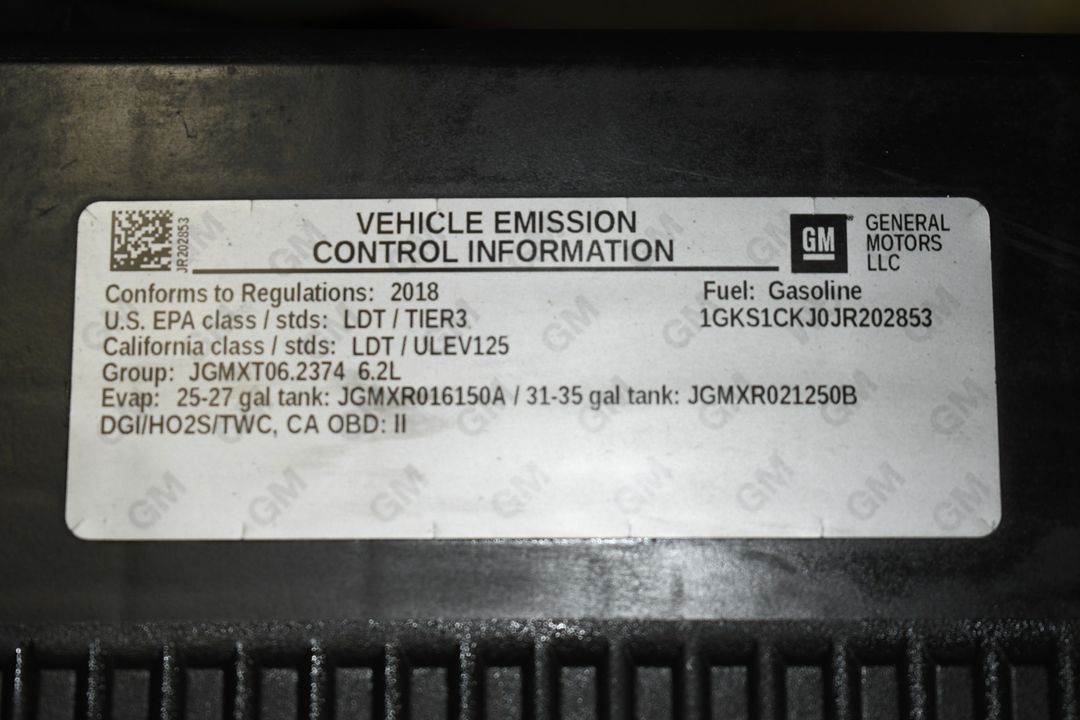 VEHICLE EMISSION
CONTROL INFORMATION
JR202853
GM
GENERAL
MOTORS
LLC
Conforms to Regulations: 2018
Fuel: Gasoline
U.S. EPA class / stds: LDT / TIER3
1GKS1CKJ0JR202853
California class / stds: LDT / ULEV125
Group: JGMXT06.2374 6.2L
Evap: 25-27 gal tank: JGMXR016150A / 31-35 gal tank: JGMXR021250B
DGI/HO2S/TWC, CA OBD: II